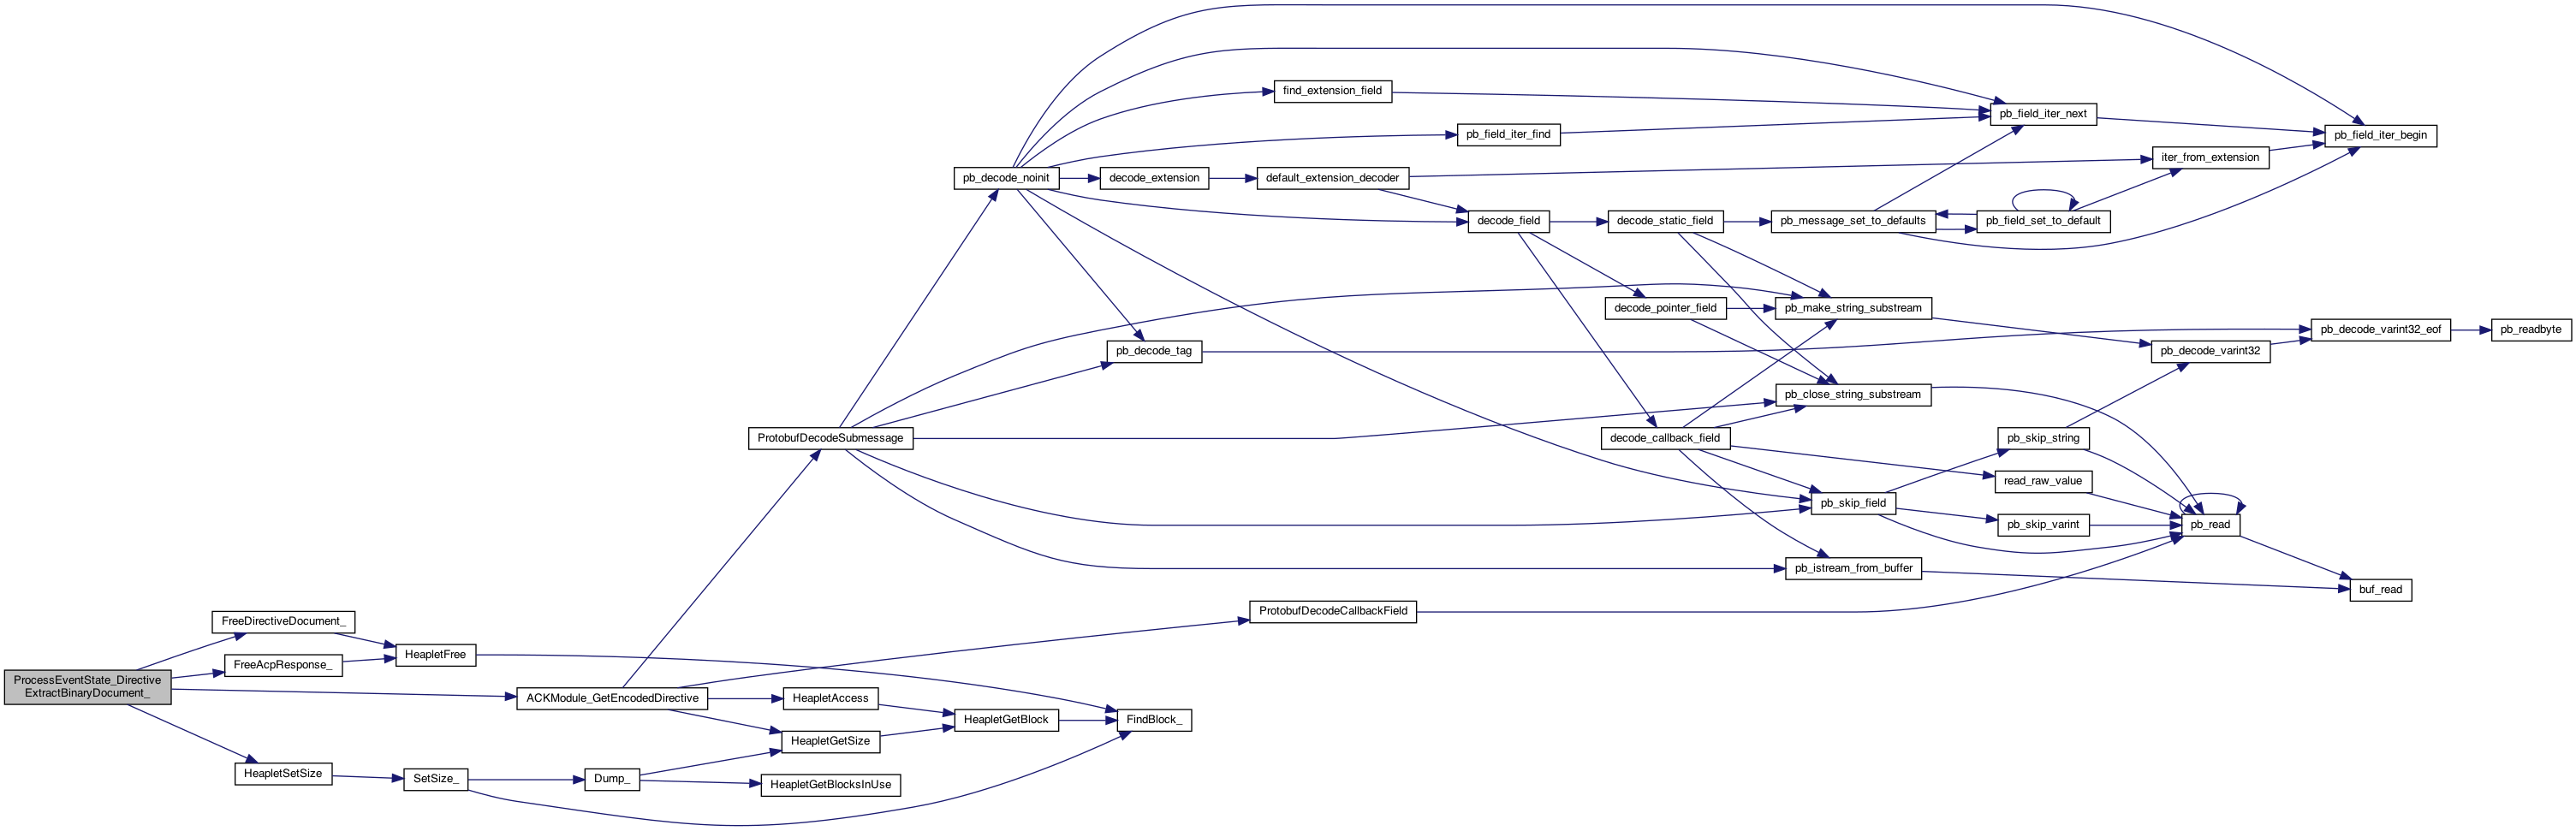 find_extension_field
pb_field_iter_next
pb_field_iter_find
pb_field_iter_begin
iter_from_extension
pb_decode_noinit
decode_extension
default_extension_decoder
decode_field
decode_static_field
pb_message_set_to_defaults
pb_field_set_to_default
decode_pointer_field
pb_make_string_substream
pb_decode_varint32_eof
pb_readbyte
pb_decode_tag
pb_decode_varint32
pb_close_string_substream
ProtobufDecodeSubmessage
decode_callback_field
pb_skip_string
read_raw_value
pb_skip_field
pb_skip_varint
pb_read
pb_istream_from_buffer
buf_read
ProtobufDecodeCallbackField
FreeDirectiveDocument_
HeapletFree
FreeAcpResponse_
ProcessEventState_Directive
ExtractBinaryDocument_
ACKModule_GetEncodedDirective
HeapletAccess
HeapletGetBlock
FindBlock_
HeapletGetSize
HeapletSetSize
SetSize_
Dump_
HeapletGetBlocksInUse